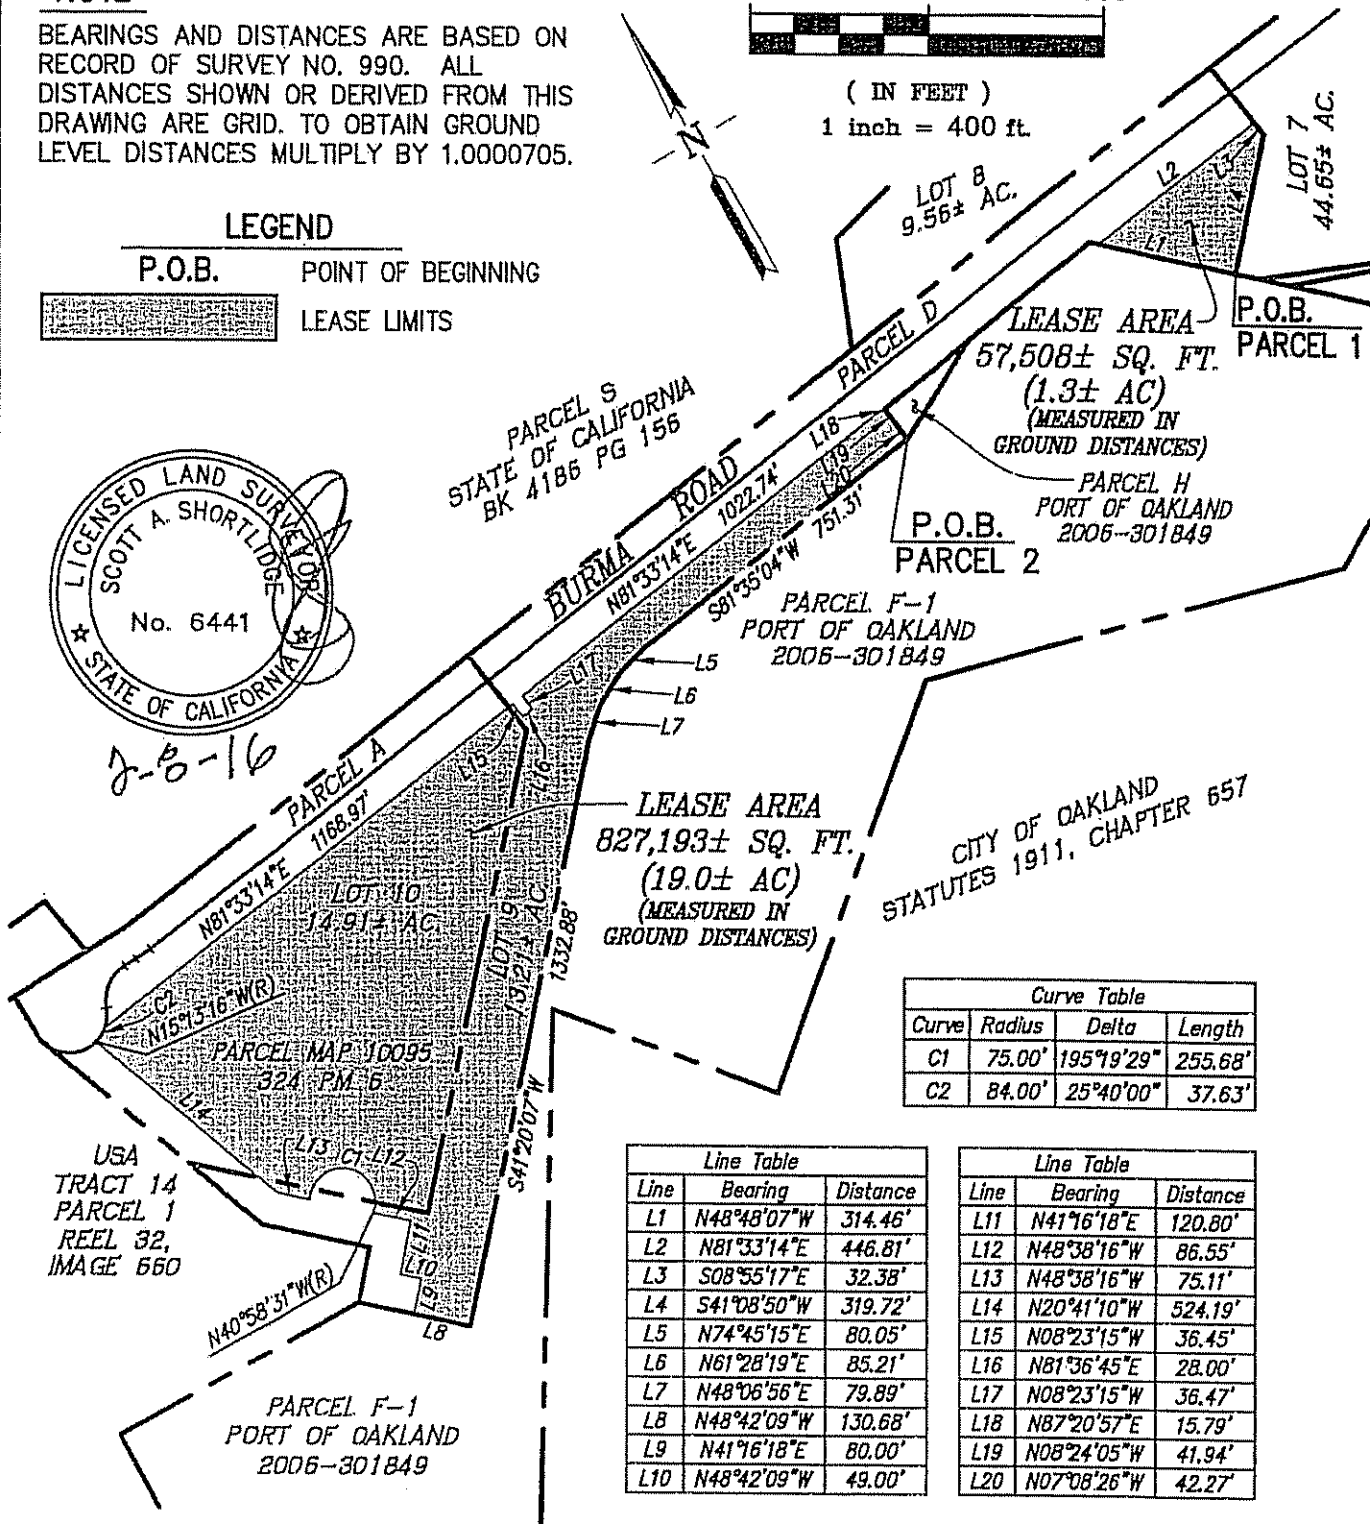 BEARINGS AND DISTANCES ARE BASED ON
RECORD OF SURVEY NO. 990. ALL
DISTANCES SHOWN OR DERIVED FROM THIS
DRAWING ARE GRID. TO OBTAIN GROUND
LEVEL DISTANCES MULTIPLY BY 1.0000705.
LEGEND
P.O.B. POINT OF BEGINNING
LEASE LIMITS
N
( IN FEET )
1 inch = 400 ft.
LOT 8
9.56± AC.
LOT 7
44.65± AC.
L2
L3
L4
L1
P.O.B.
PARCEL 1
LEASE AREA
57,508± SQ. FT.
(1.3± AC)
(MEASURED IN
GROUND DISTANCES)
PARCEL D
PARCEL S
STATE OF CALIFORNIA
BK 4186 PG 156
L18
L19
L20
PARCEL H
PORT OF OAKLAND
2006-301849
P.O.B.
PARCEL 2
BURMA ROAD
N81°33'14"E 1022.74'
S81°35'04"W 751.31'
PARCEL F-1
PORT OF OAKLAND
2006-301849
LICENSED LAND SURVEYOR
SCOTT A. SHORTLIDGE
No. 6441
STATE OF CALIFORNIA
L5
L6
L7
L17
L15
L16
PARCEL A
N81°33'14"E 1168.97'
LEASE AREA
827,193± SQ. FT.
(19.0± AC)
(MEASURED IN
GROUND DISTANCES)
CITY OF OAKLAND
STATUTES 1911, CHAPTER 657
LOT 10
14.91± AC
LOT 9
S41°20'07"W 1332.88'
C2
N15°13'16"W(R)
PARCEL MAP 10095
324 PM 6
L14
L13 C1 L12
L11
L10
L9
L8
USA
TRACT 14
PARCEL 1
REEL 32,
IMAGE 660
N40°58'31"W(R)
PARCEL F-1
PORT OF OAKLAND
2006-301849
Curve Table
Curve Radius Delta Length
C1 75.00' 195°19'29" 255.68'
C2 84.00' 25°40'00" 37.63'
Line Table
Line Bearing Distance
L1 N48°48'07"W 314.46'
L2 N81°33'14"E 446.81'
L3 S08°55'17"E 32.38'
L4 S41°08'50"W 319.72'
L5 N74°45'15"E 80.05'
L6 N61°28'19"E 85.21'
L7 N48°06'56"E 79.89'
L8 N48°42'09"W 130.68'
L9 N41°16'18"E 80.00'
L10 N48°42'09"W 49.00'
Line Table
Line Bearing Distance
L11 N41°16'18"E 120.80'
L12 N48°38'16"W 86.55'
L13 N48°38'16"W 75.11'
L14 N20°41'10"W 524.19'
L15 N08°23'15"W 36.45'
L16 N81°36'45"E 28.00'
L17 N08°23'15"W 36.47'
L18 N87°20'57"E 15.79'
L19 N08°24'05"W 41.94'
L20 N07°08'26"W 42.27'